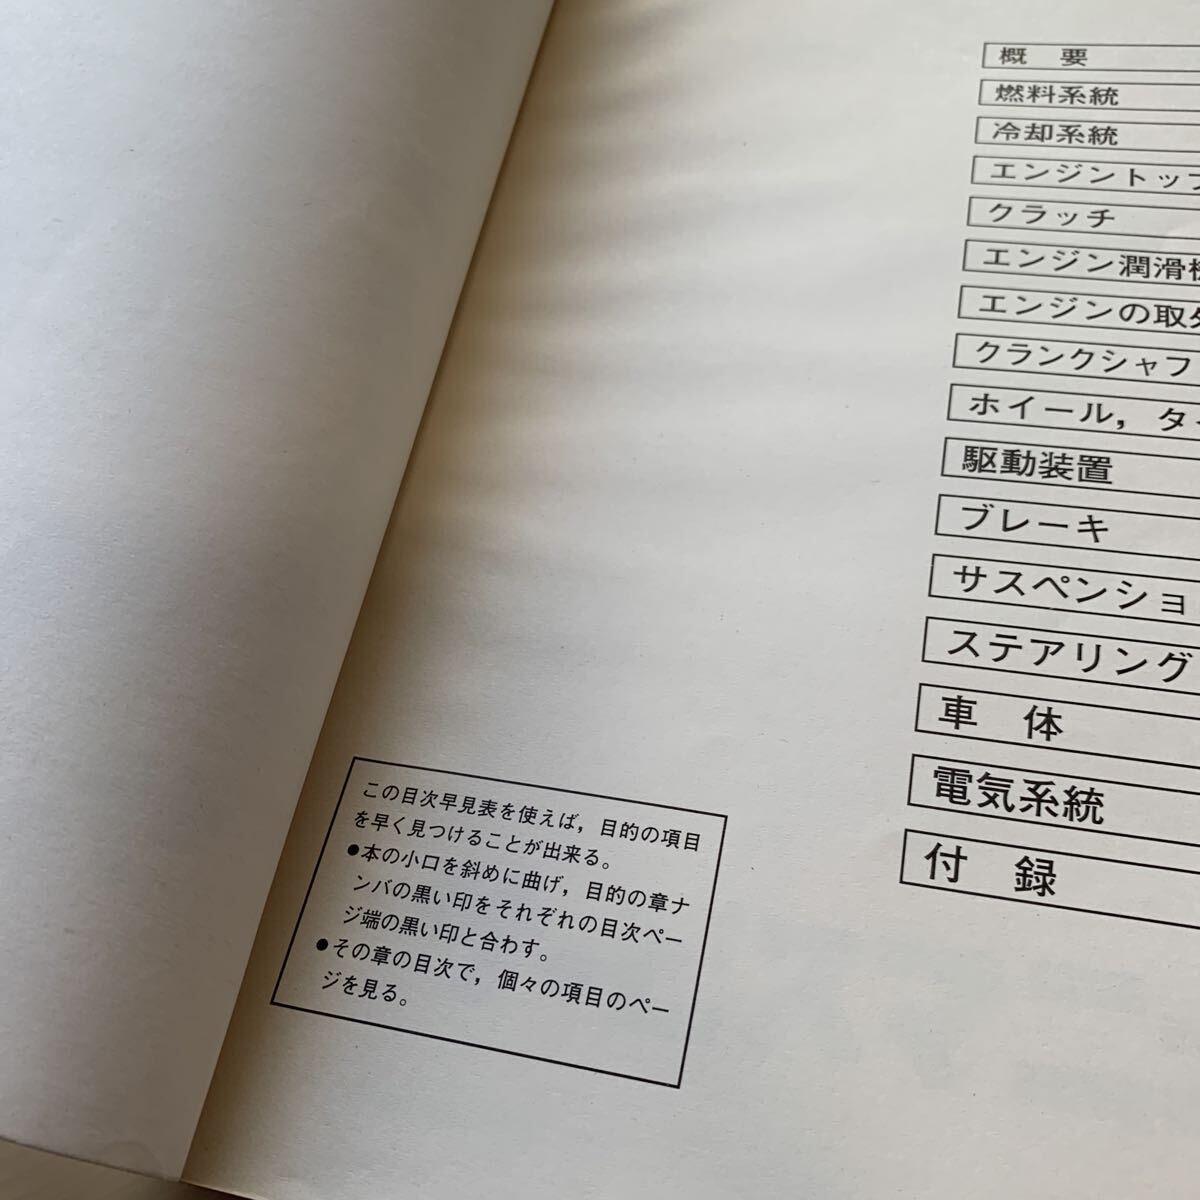 概 要
燃料系統
冷却系統
エンジントップ
クラッチ
エンジン潤滑
エンジンの取外
クランクシャフ
ホイール，タイ
駆動装置
ブレーキ
サスペンショ
ステアリング
車 体
電気系統
付 録
この目次早見表を使えば，目的の項目
を早く見つけることが出来る。
●本の小口を斜めに曲げ，目的の章ナ
ンバの黒い印をそれぞれの目次ペー
ジ端の黒い印と合わす。
●その章の目次で，個々の項目のペー
ジを見る。